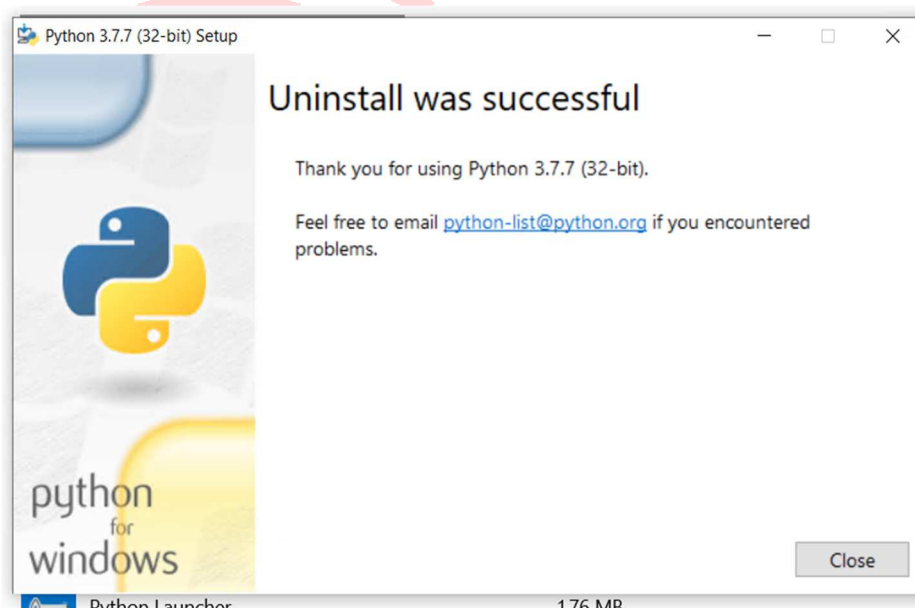 Python 3.7.7 (32-bit) Setup
Uninstall was successful
Thank you for using Python 3.7.7 (32-bit).
Feel free to email python-list@python.org if you encountered
problems.
python
for
windows
Close
Python Launcher
1.76 MB